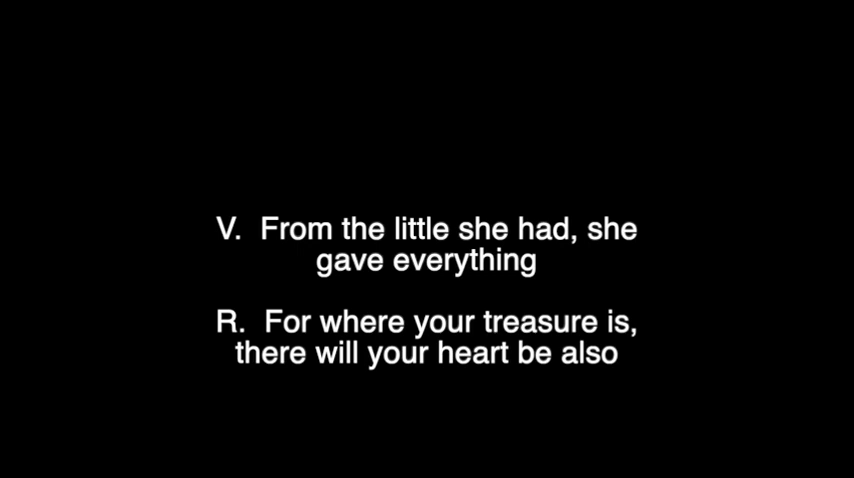 V. From the little she had, she
gave everything
R. For where your treasure is,
there will your heart be also